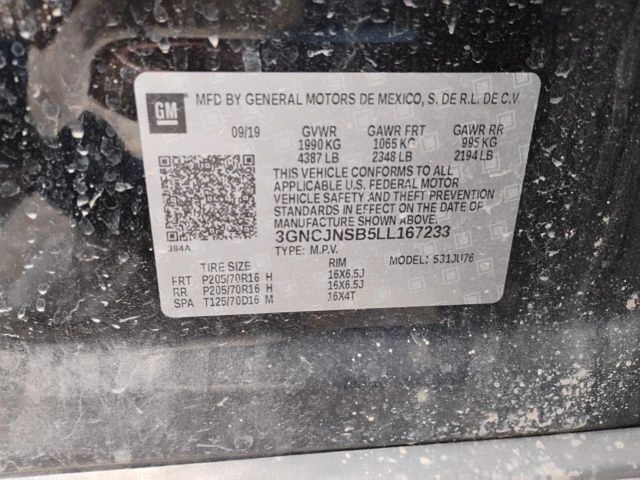 GM
MFD BY GENERAL MOTORS DE MEXICO, S. DE R.L. DE C.V.
09/19 GVWR GAWR FRT GAWR RR
1990 KG 1065 KG 995 KG
4387 LB 2348 LB 2194 LB
THIS VEHICLE CONFORMS TO ALL
APPLICABLE U.S. FEDERAL MOTOR
VEHICLE SAFETY AND THEFT PREVENTION
STANDARDS IN EFFECT ON THE DATE OF
MANUFACTURE SHOWN ABOVE.
384A
3GNCJNSB5LL167233
TYPE: M.P.V. MODEL: 531JU76
TIRE SIZE RIM
FRT P205/70R16 H 16X6.5J
RR P205/70R16 H 16X6.5J
SPA T125/70D16 M 16X4T